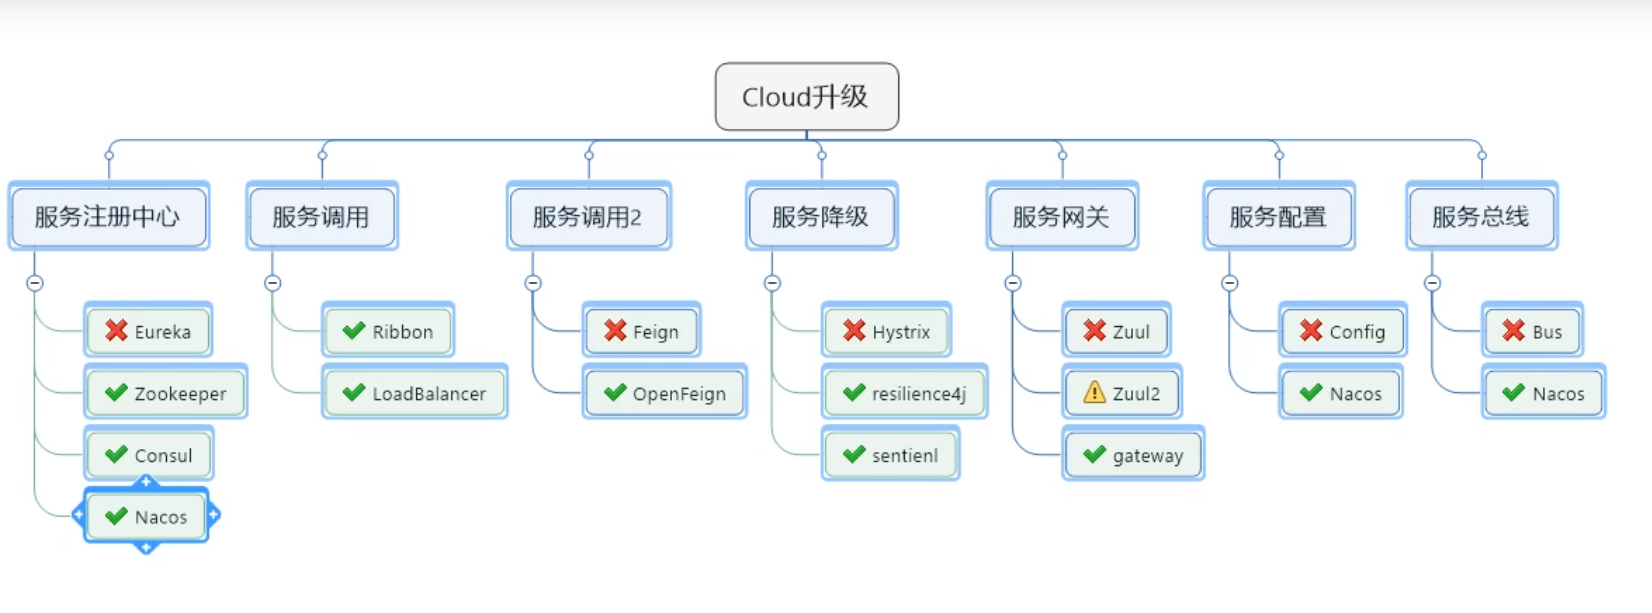 Cloud升级
服务注册中心
Eureka
Zookeeper
Consul
Nacos
服务调用
Ribbon
LoadBalancer
服务调用2
Feign
OpenFeign
服务降级
Hystrix
resilience4j
sentienl
服务网关
Zuul
Zuul2
gateway
服务配置
Config
Nacos
服务总线
Bus
Nacos